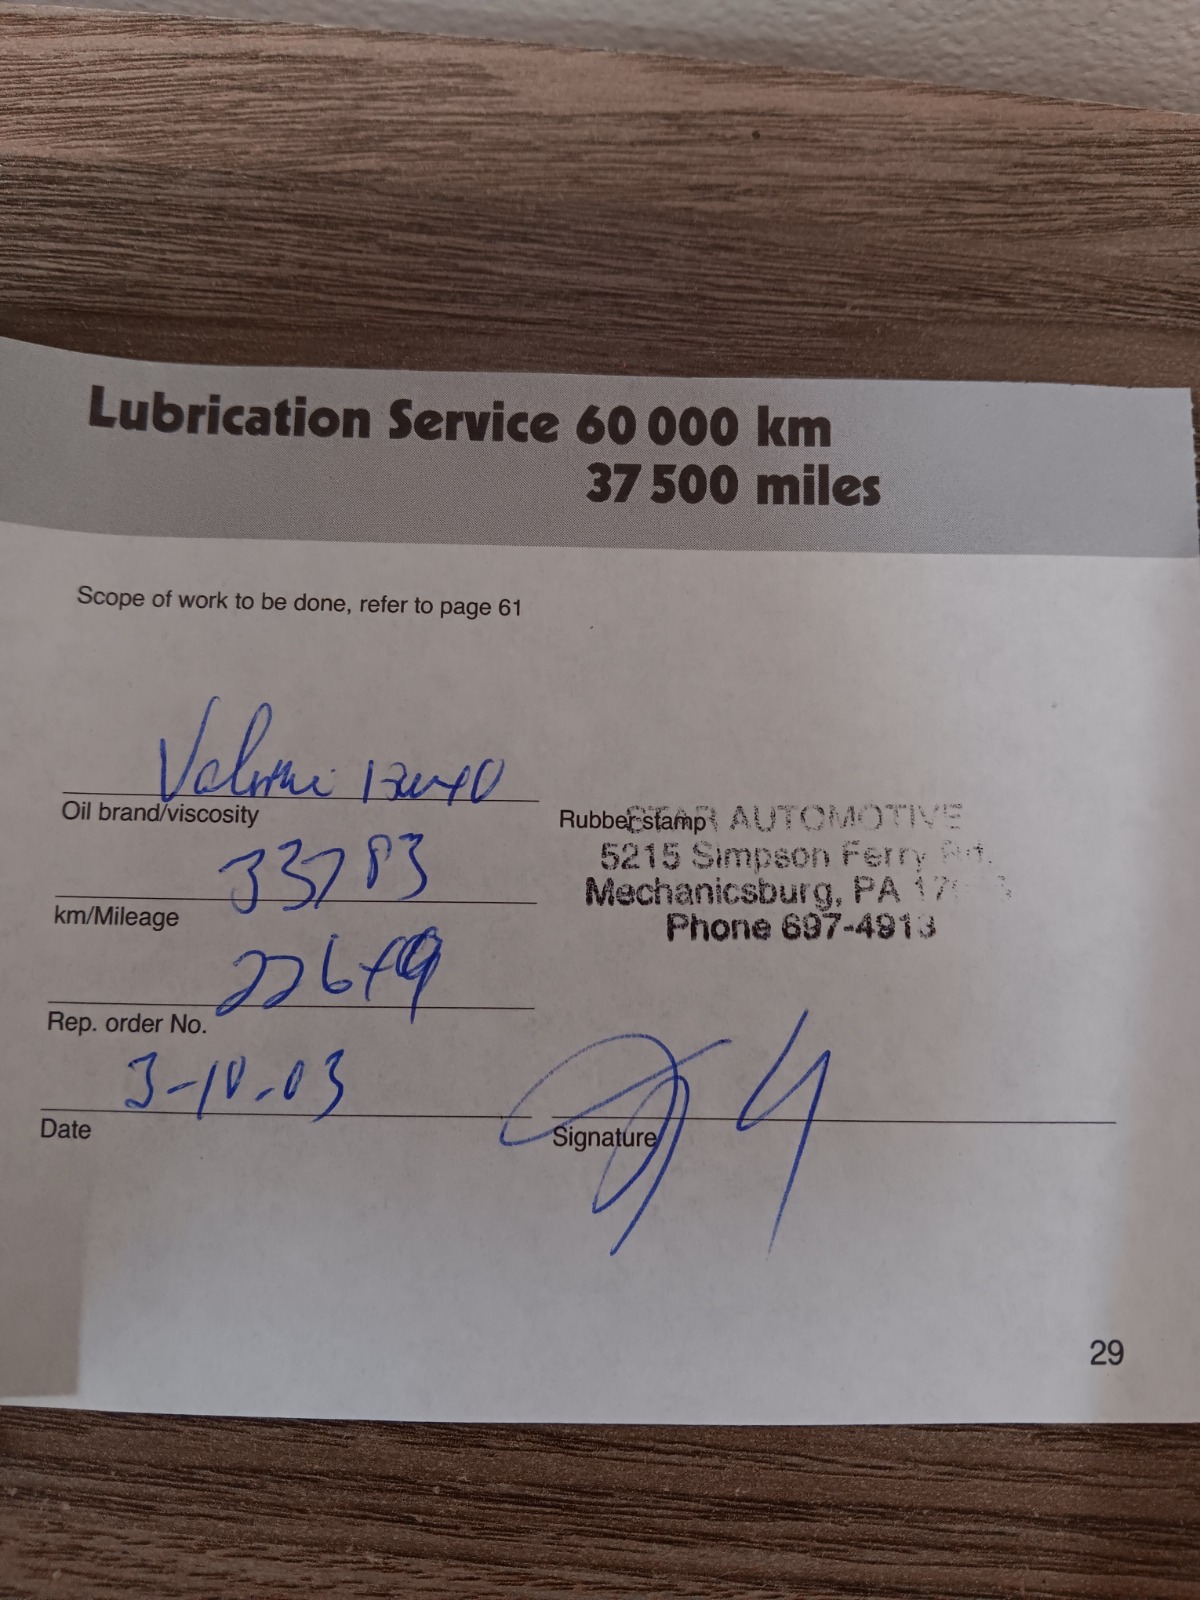 Lubrication Service 60 000 km
37 500 miles
Scope of work to be done, refer to page 61
Oil brand/viscosity
33783
km/Mileage
Rep. order No.
3-10-03
Date
Rubber stamp
STAR AUTOMOTIVE
5215 Simpson Ferry Rd.
Mechanicsburg, PA
Phone 697-4913
Signature
29